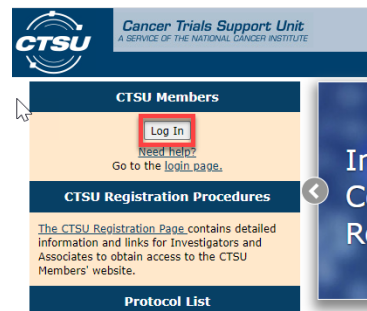 CTSU
Cancer Trials Support Unit
A SERVICE OF THE NATIONAL CANCER INSTITUTE
CTSU Members
Log In
Need help?
Go to the login page.
CTSU Registration Procedures
The CTSU Registration Page contains detailed
information and links for Investigators and
Associates to obtain access to the CTSU
Members' website.
Protocol List